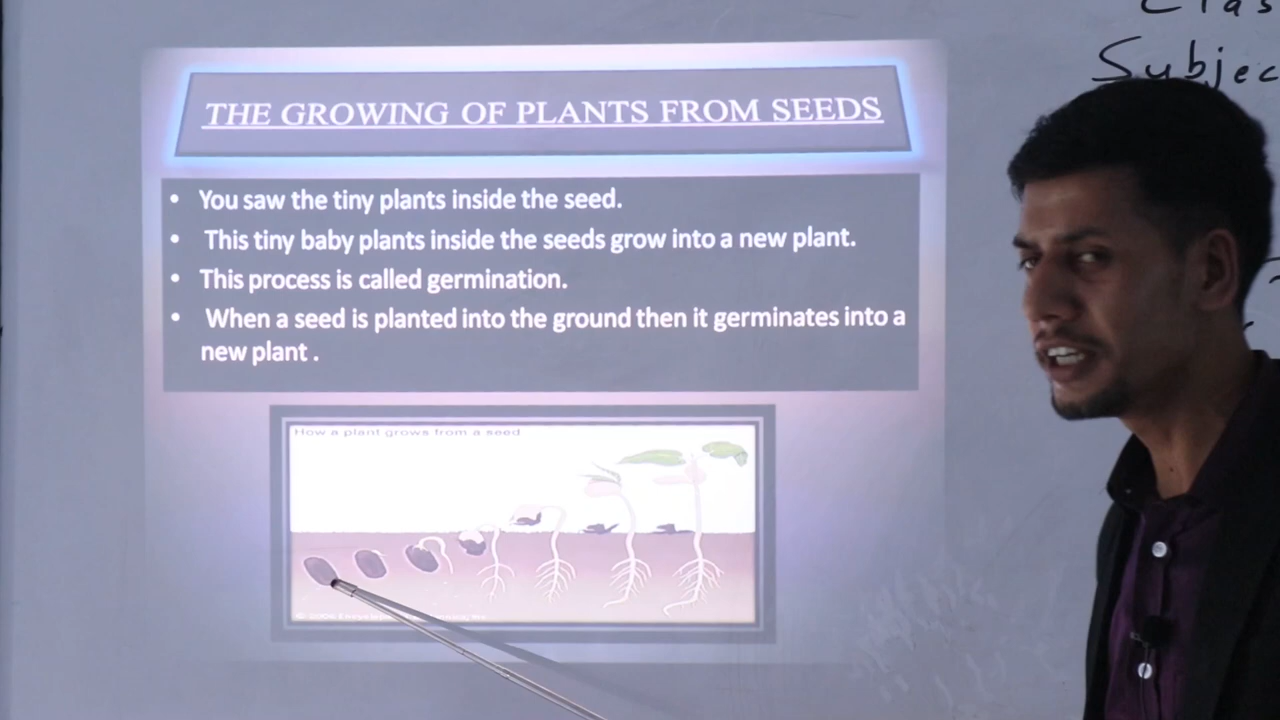 Clas
Subjec
THE GROWING OF PLANTS FROM SEEDS
• You saw the tiny plants inside the seed.
• This tiny baby plants inside the seeds grow into a new plant.
• This process is called germination.
• When a seed is planted into the ground then it germinates into a
new plant .
How a plant grows from a seed